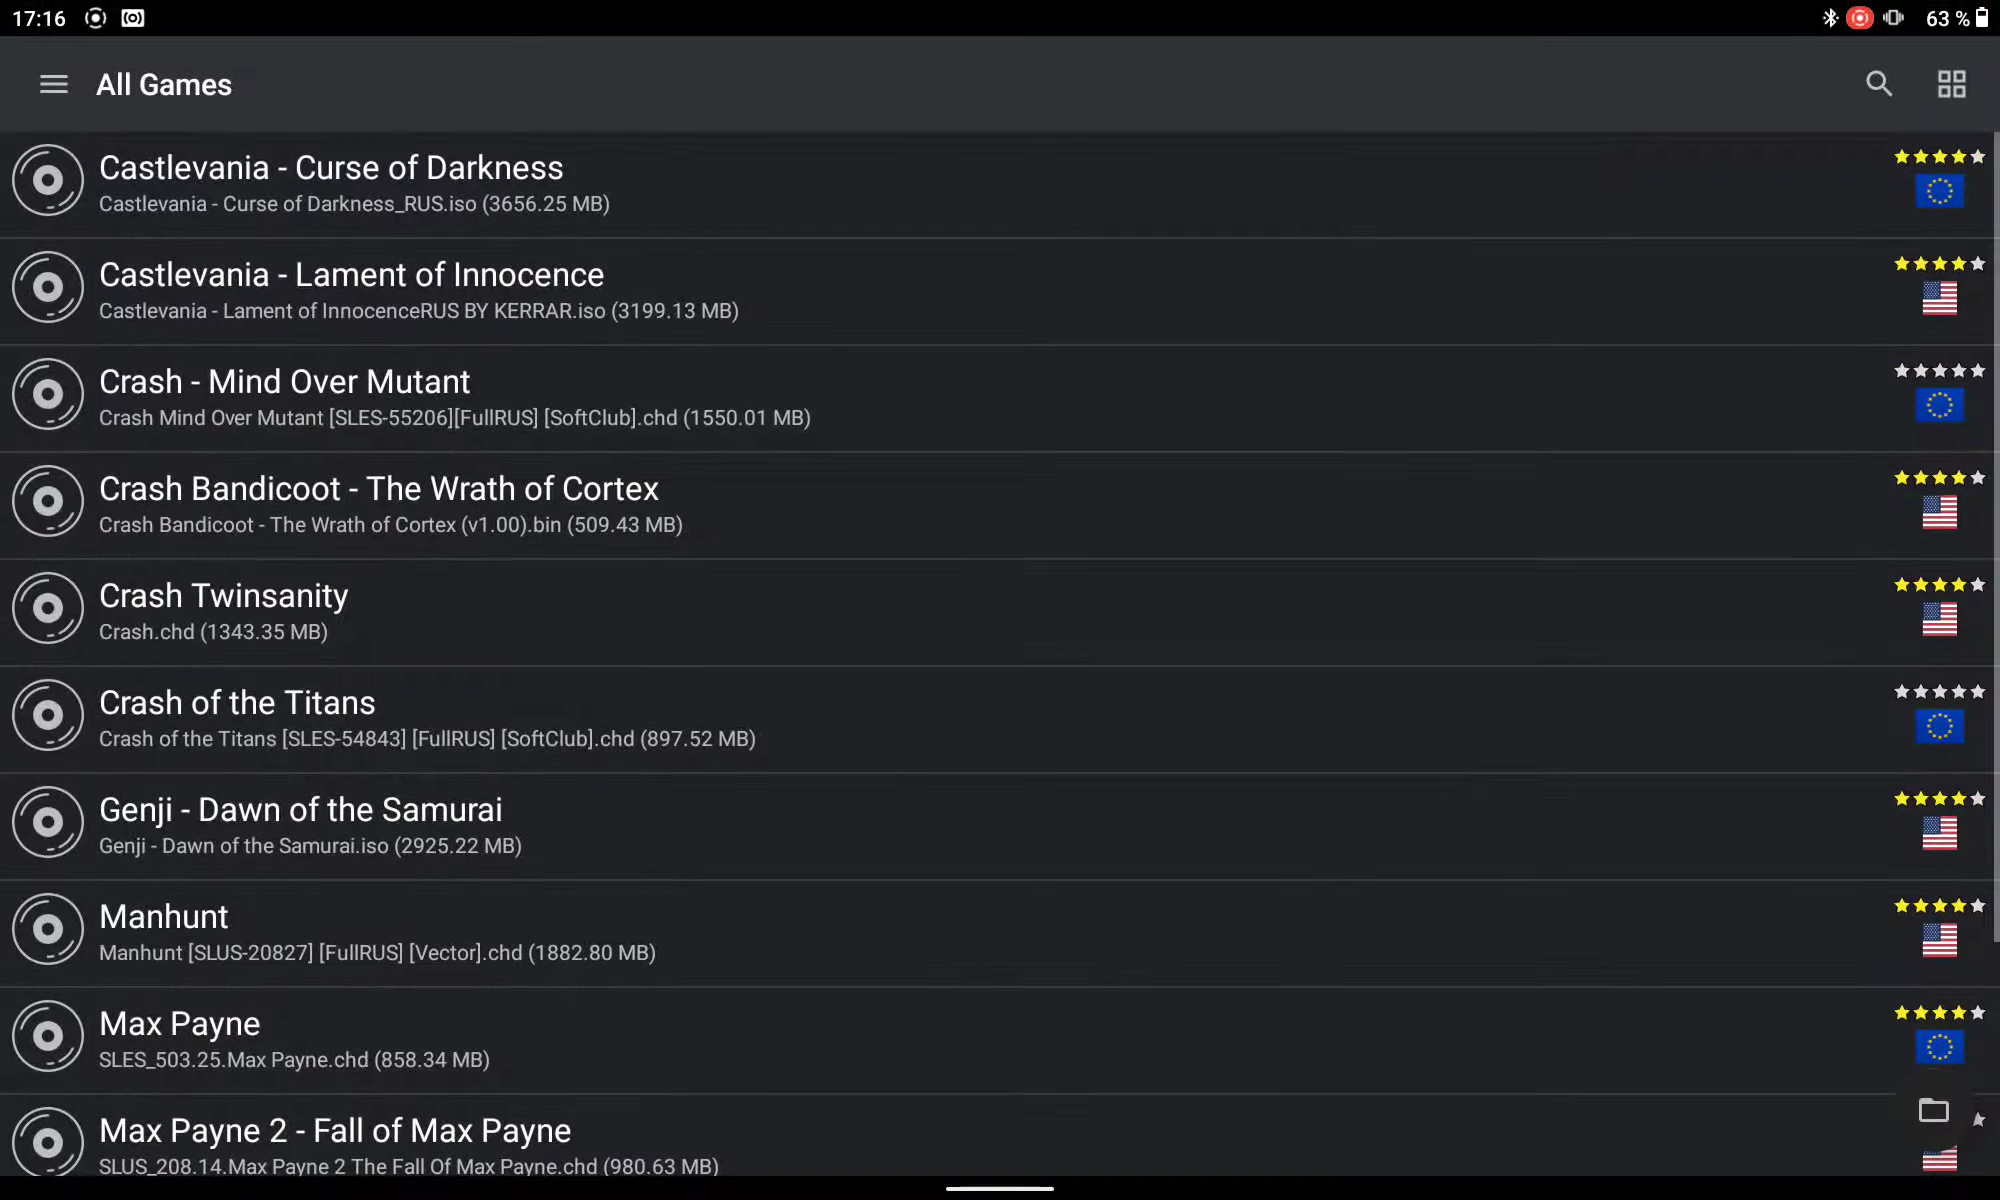 17:16
63 %
All Games
Castlevania - Curse of Darkness
Castlevania - Curse of Darkness_RUS.iso (3656.25 MB)
Castlevania - Lament of Innocence
Castlevania - Lament of InnocenceRUS BY KERRAR.iso (3199.13 MB)
Crash - Mind Over Mutant
Crash Mind Over Mutant [SLES-55206][FullRUS] [SoftClub].chd (1550.01 MB)
Crash Bandicoot - The Wrath of Cortex
Crash Bandicoot - The Wrath of Cortex (v1.00).bin (509.43 MB)
Crash Twinsanity
Crash.chd (1343.35 MB)
Crash of the Titans
Crash of the Titans [SLES-54843] [FullRUS] [SoftClub].chd (897.52 MB)
Genji - Dawn of the Samurai
Genji - Dawn of the Samurai.iso (2925.22 MB)
Manhunt
Manhunt [SLUS-20827] [FullRUS] [Vector].chd (1882.80 MB)
Max Payne
SLES_503.25.Max Payne.chd (858.34 MB)
Max Payne 2 - Fall of Max Payne
SLUS_208.14.Max Payne 2 The Fall Of Max Payne.chd (980.63 MB)